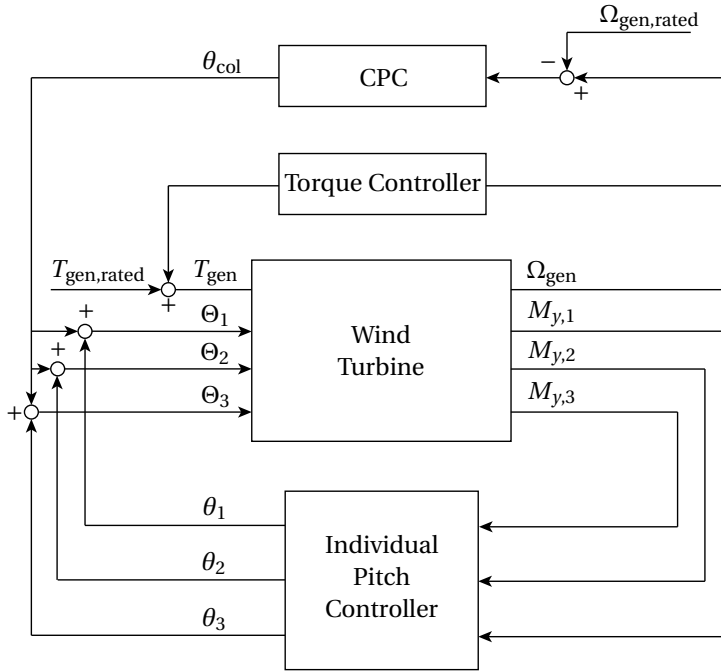 Ω_gen,rated
θ_col
CPC
−
+
Torque Controller
T_gen,rated
+
T_gen
Ω_gen
Θ_1
M_y,1
+
Wind
Turbine
Θ_2
M_y,2
+
Θ_3
M_y,3
+
θ_1
θ_2
θ_3
Individual
Pitch
Controller